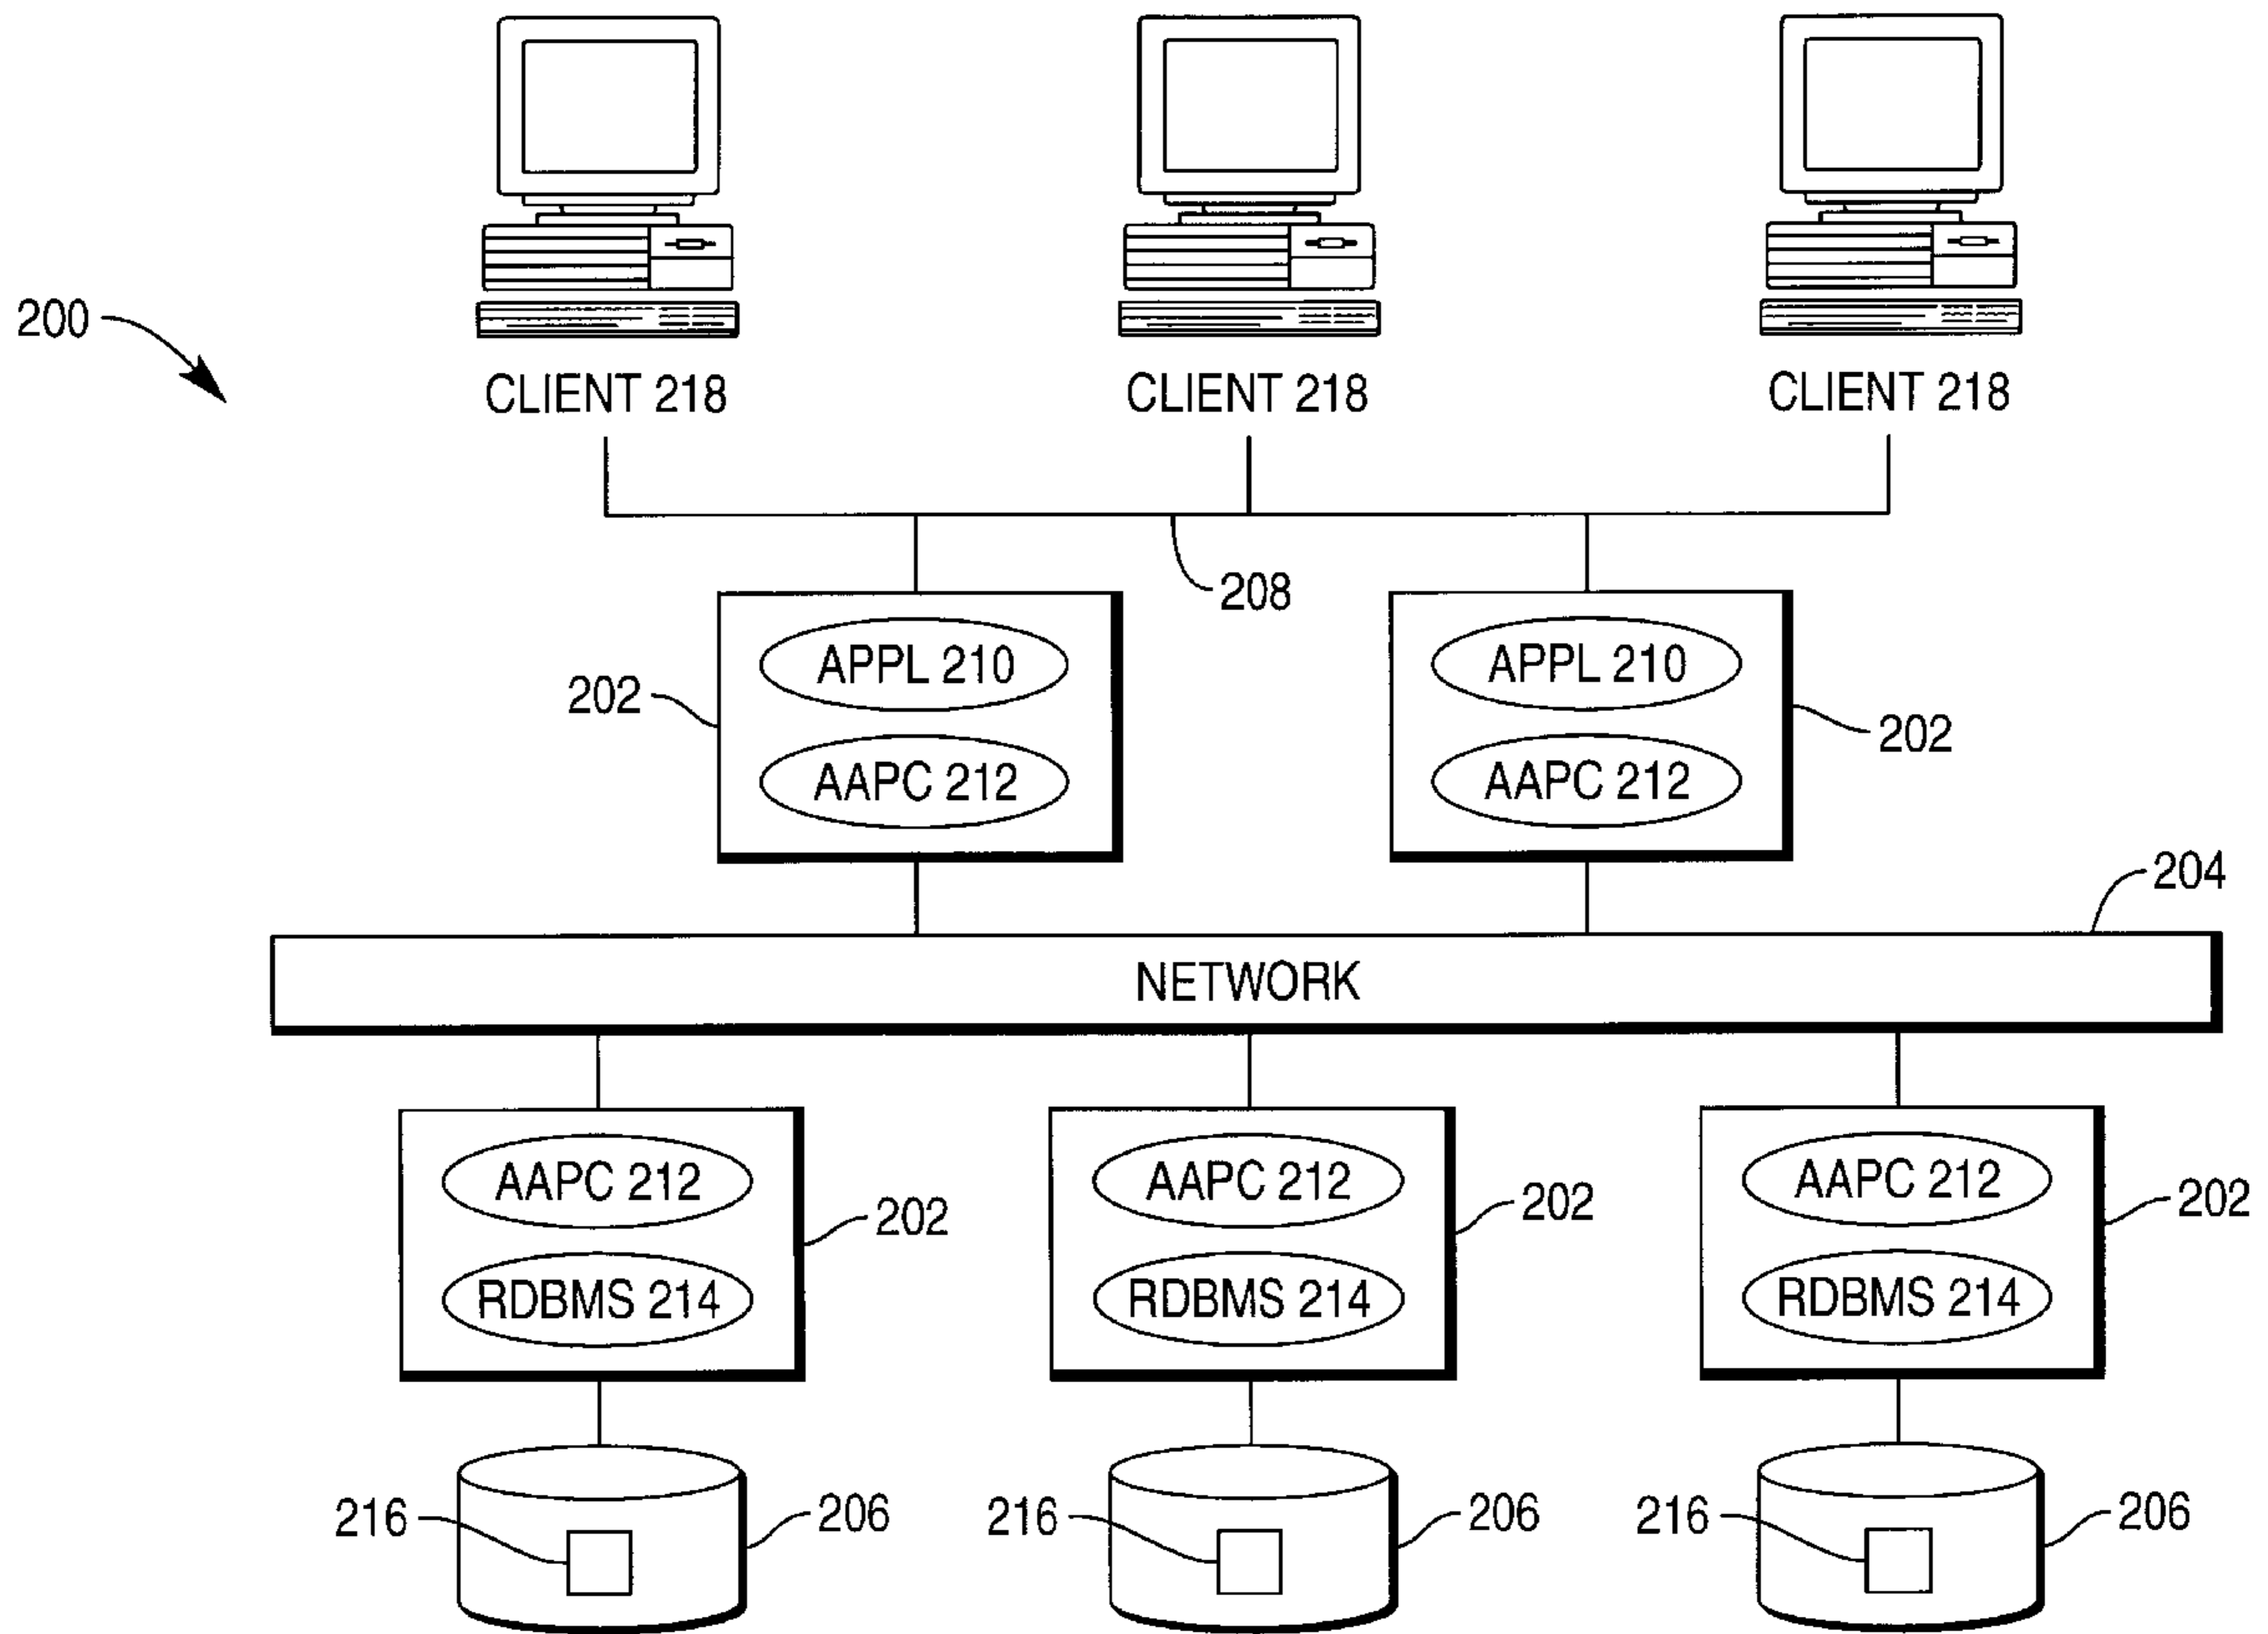 200
CLIENT 218
CLIENT 218
CLIENT 218
208
APPL 210
APPL 210
202
202
AAPC 212
AAPC 212
204
NETWORK
AAPC 212
AAPC 212
AAPC 212
202
202
202
RDBMS 214
RDBMS 214
RDBMS 214
216
206
216
206
216
206